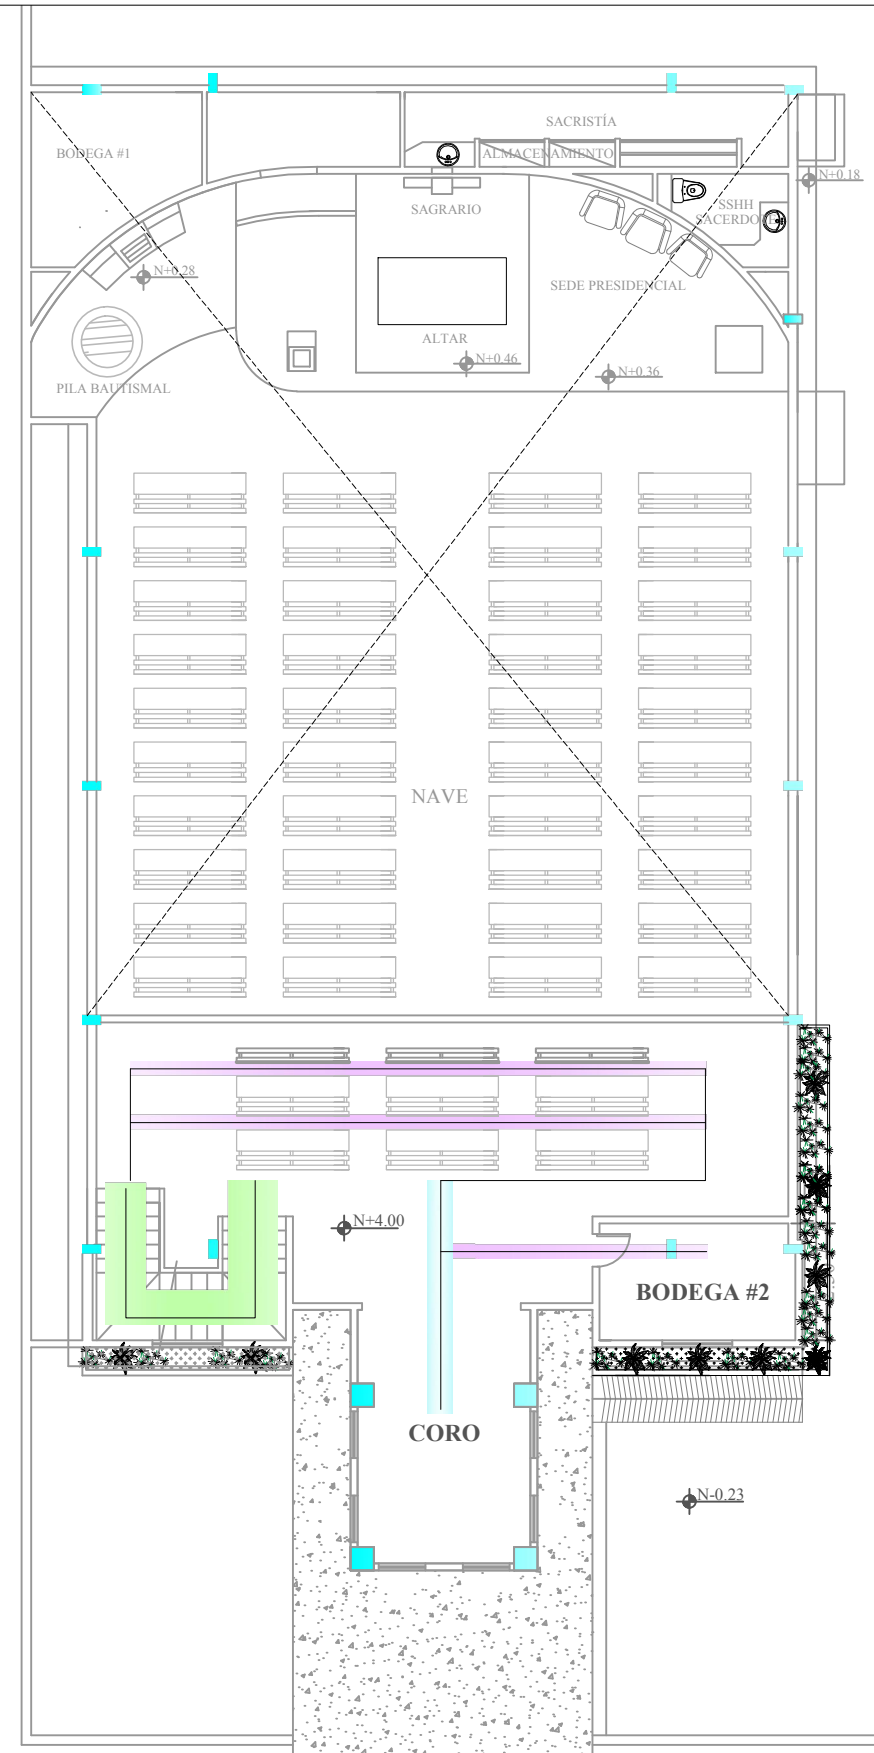 SACRISTÍA
BODEGA #1
ALMACENAMIENTO
N+0.18
SSHH
SAGRARIO
N+0.28
SEDE PRESIDENCIAL
ALTAR
N+0.46
N+0.36
PILA BAUTISMAL
NAVE
N+4.00
BODEGA #2
CORO
N-0.23